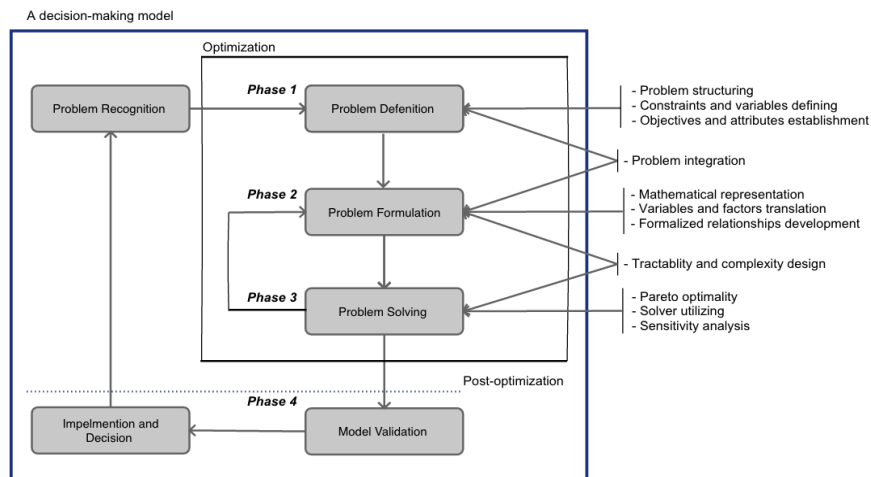 A decision-making model
Optimization
Phase 1
Problem Recognition
Problem Defenition
- Problem structuring
- Constraints and variables defining
- Objectives and attributes establishment
- Problem integration
Phase 2
Problem Formulation
- Mathematical representation
- Variables and factors translation
- Formalized relationships development
- Tractablity and complexity design
Phase 3
Problem Solving
- Pareto optimality
- Solver utilizing
- Sensitivity analysis
Post-optimization
Phase 4
Impelmention and
Decision
Model Validation